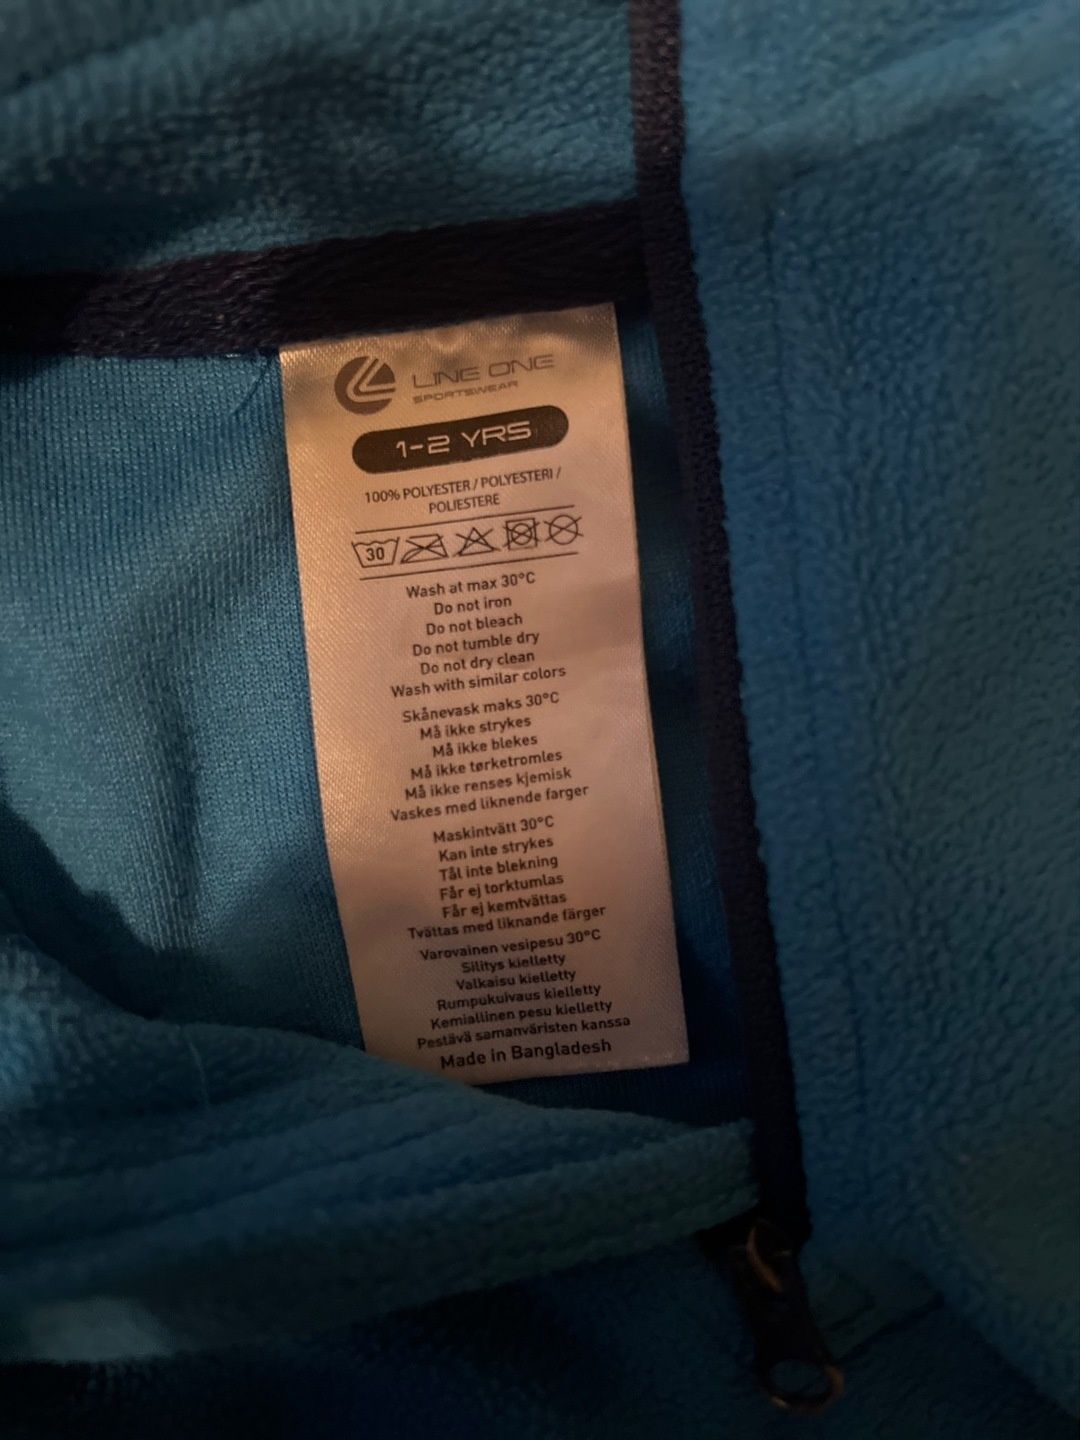 LINE ONE
SPORTSWEAR
1-2 YRS
100% POLYESTER / POLYESTERI /
POLIESTERE
30
Wash at max 30°C
Do not iron
Do not bleach
Do not tumble dry
Do not dry clean
Wash with similar colors
Skånevask maks 30°C
Må ikke strykes
Må ikke blekes
Må ikke tørketromles
Må ikke renses kjemisk
Vaskes med liknende farger
Maskintvätt 30°C
Kan inte strykes
Tål inte blekning
Får ej torktumlas
Får ej kemtvättas
Tvättas med liknande färger
Varovainen vesipesu 30°C
Silitys kielletty
Valkaisu kielletty
Rumpukuivaus kielletty
Kemiallinen pesu kielletty
Pestävä samanväristen kanssa
Made in Bangladesh